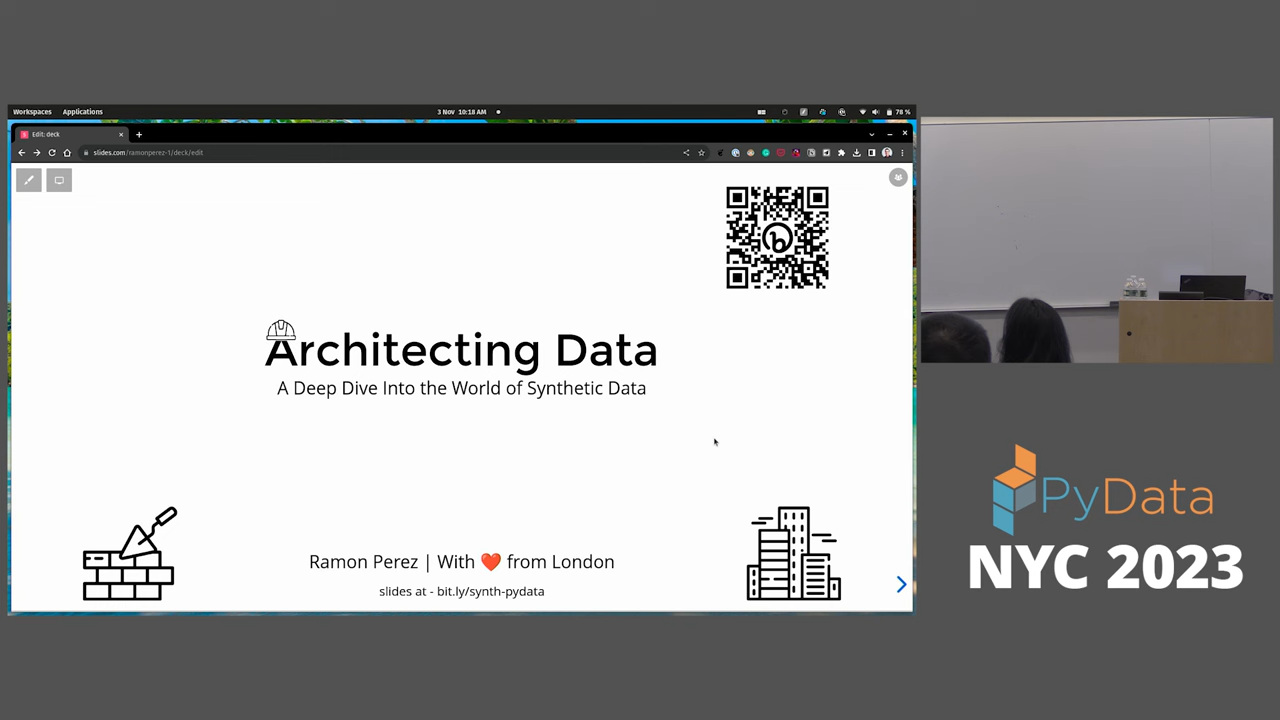 Workspaces Applications 3 Nov 10:18 AM 78 %
Edit: deck
slides.com/ramonperez-1/deck/edit
Architecting Data
A Deep Dive Into the World of Synthetic Data
Ramon Perez | With ❤️ from London
slides at - bit.ly/synth-pydata
PyData
NYC 2023